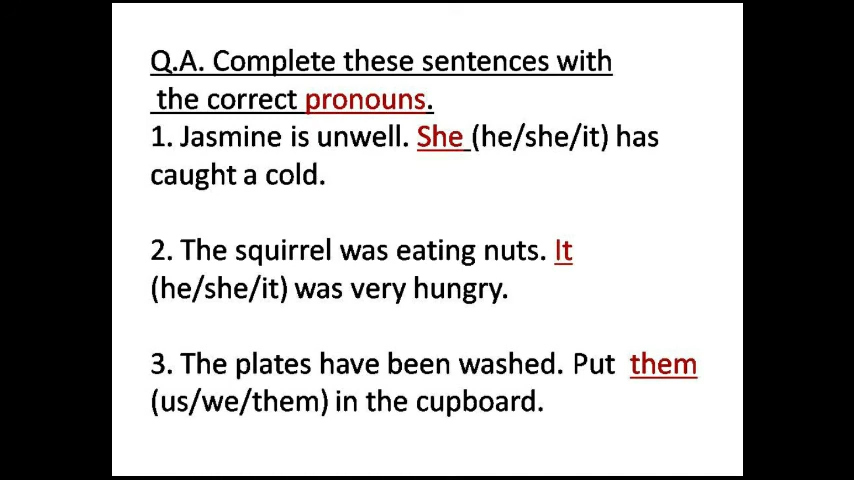 Q.A. Complete these sentences with
the correct pronouns.
1. Jasmine is unwell. She (he/she/it) has
caught a cold.
2. The squirrel was eating nuts. It
(he/she/it) was very hungry.
3. The plates have been washed. Put them
(us/we/them) in the cupboard.